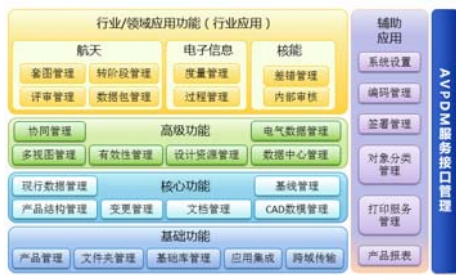 行业/领域应用功能（行业应用）
航天
电子信息
核能
套图管理
转阶段管理
度量管理
差错管理
评审管理
数据包管理
过程管理
内部审核
协同管理
高级功能
电气数据管理
多视图管理
有效性管理
设计资源管理
数据中心管理
现行数据管理
核心功能
基线管理
产品结构管理
变更管理
文档管理
CAD数模管理
基础功能
产品管理
文件夹管理
基础库管理
应用集成
跨域传输
辅助
应用
系统设置
编码管理
签署管理
对象分类
管理
打印服务
管理
产品报表
AVPDM服务接口管理